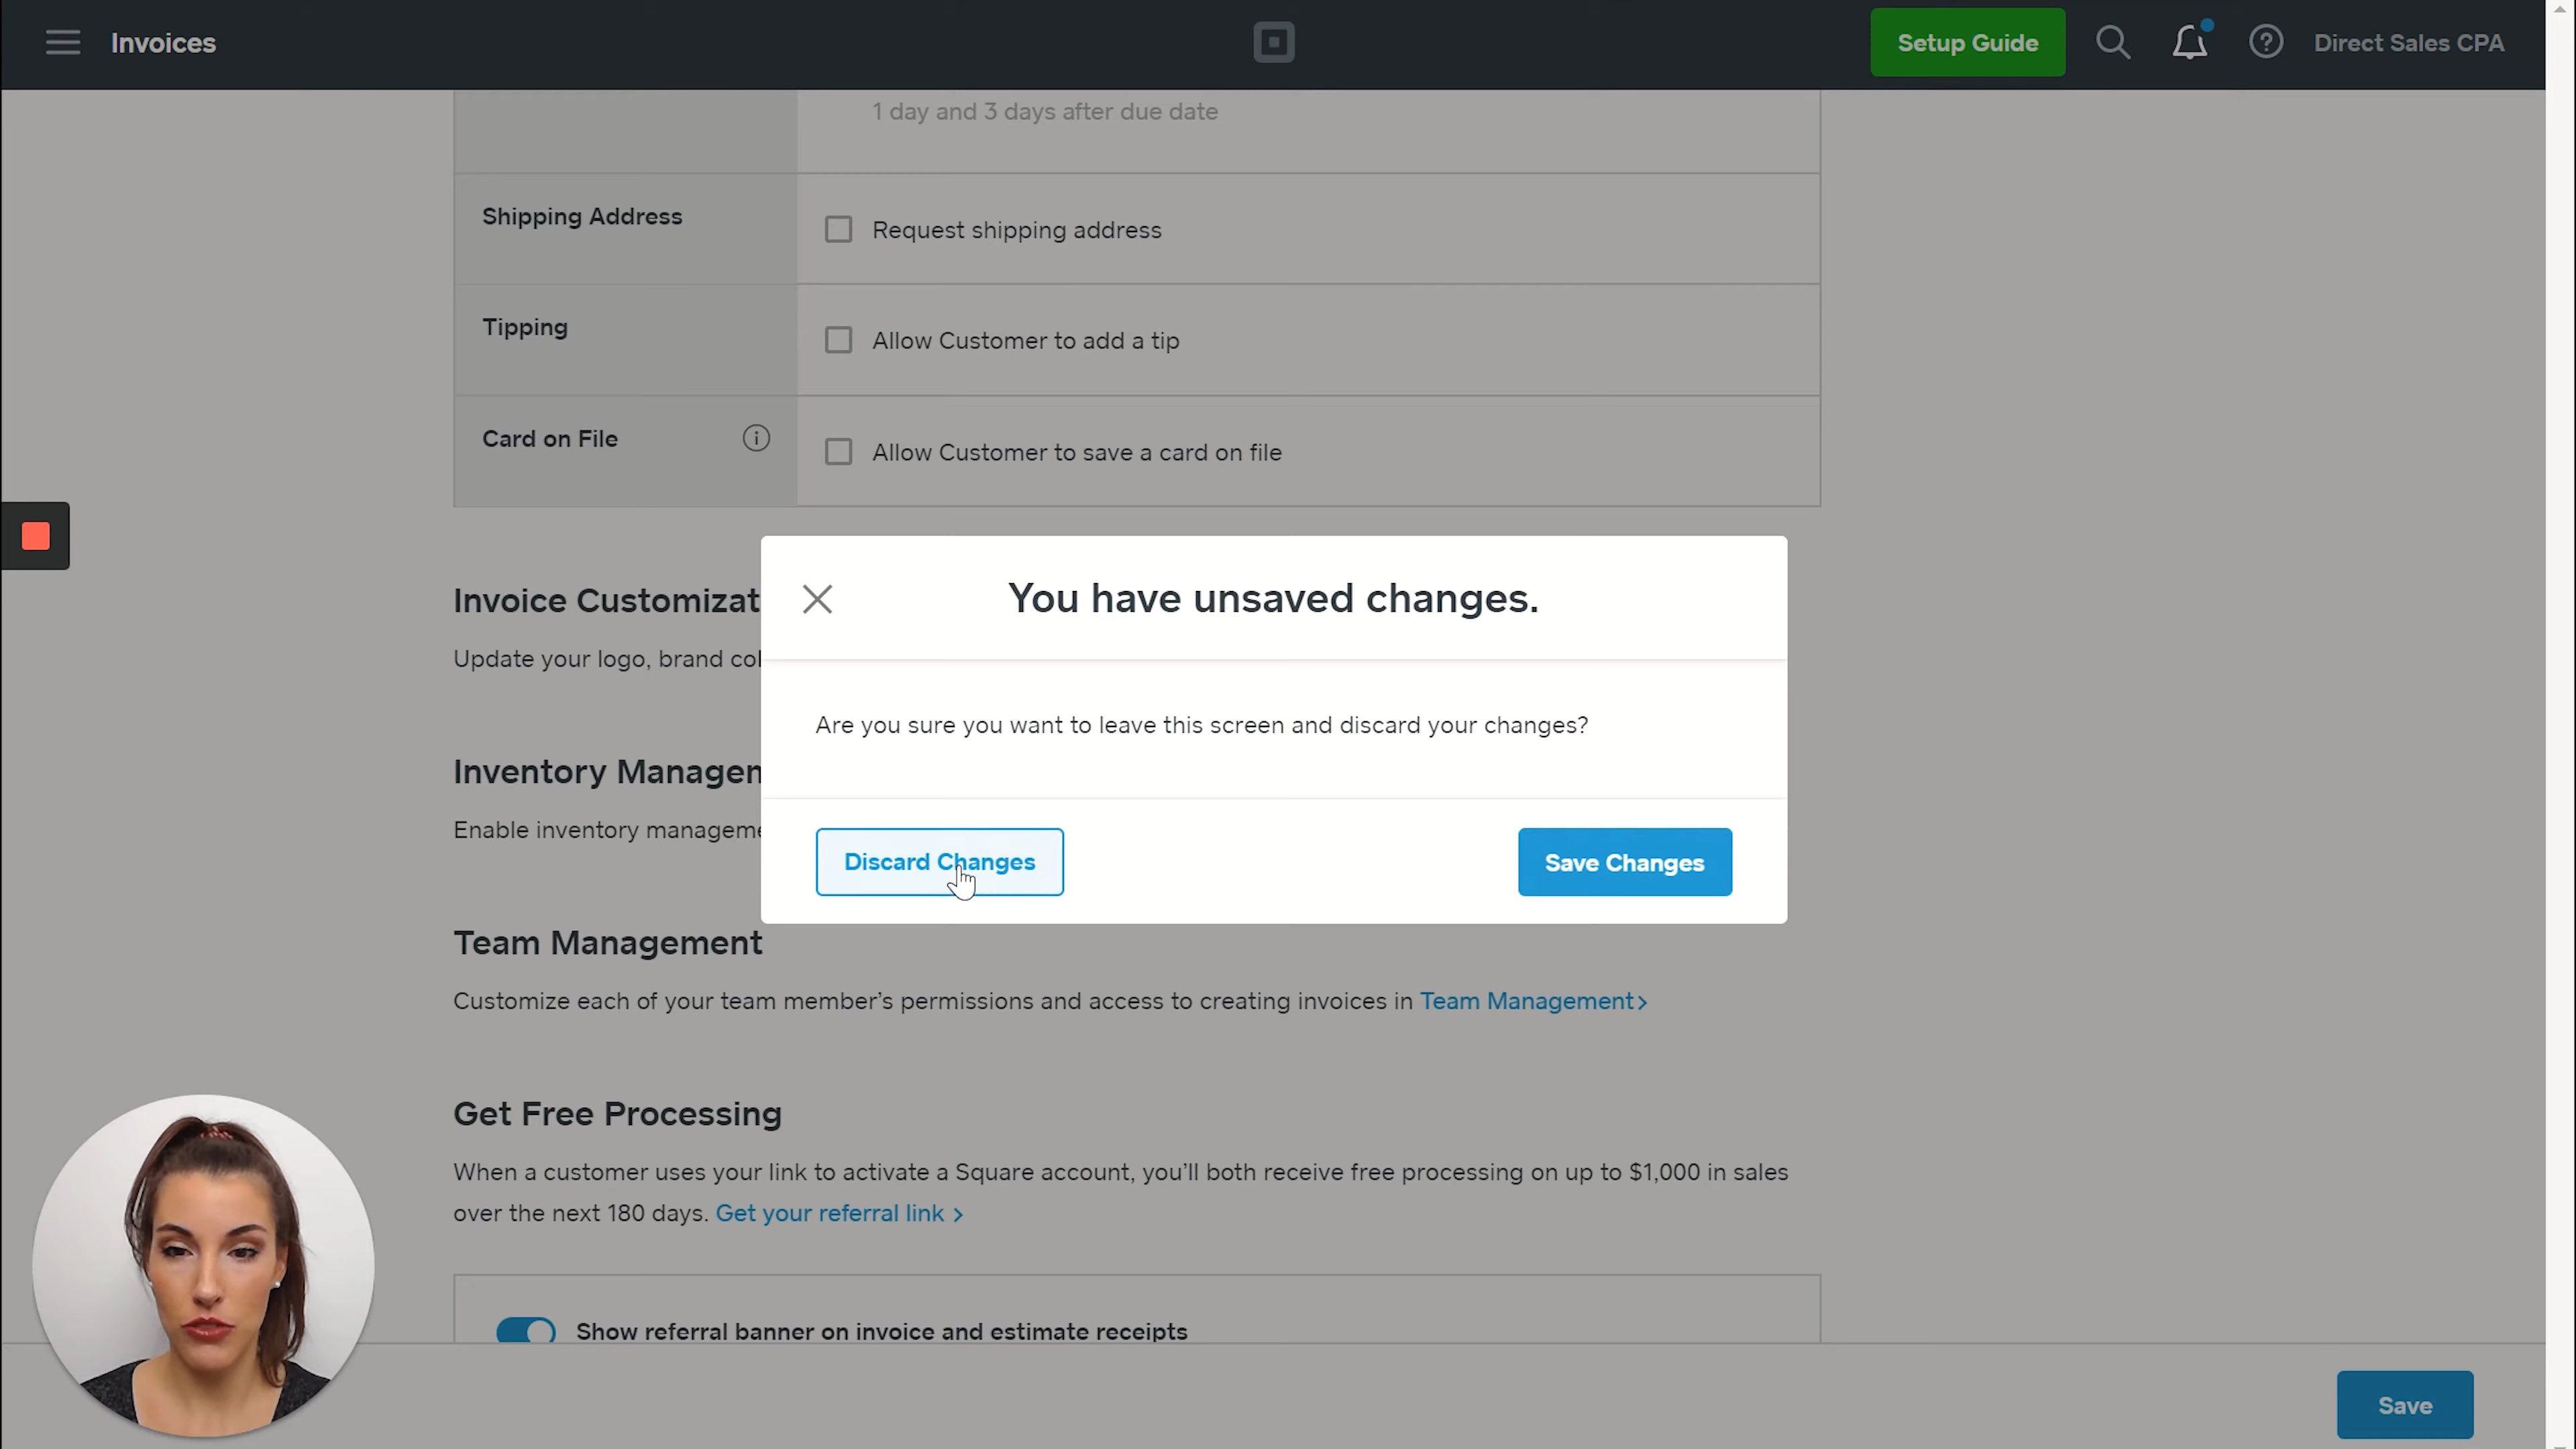 Invoices
Setup Guide
Direct Sales CPA
1 day and 3 days after due date
Shipping Address
Request shipping address
Tipping
Allow Customer to add a tip
Card on File
Allow Customer to save a card on file
Invoice Customizat
Update your logo, brand col
You have unsaved changes.
Are you sure you want to leave this screen and discard your changes?
Discard Changes
Save Changes
Inventory Managem
Enable inventory manageme
Team Management
Customize each of your team member’s permissions and access to creating invoices in Team Management
Get Free Processing
When a customer uses your link to activate a Square account, you’ll both receive free processing on up to $1,000 in sales
over the next 180 days. Get your referral link
Show referral banner on invoice and estimate receipts
Save